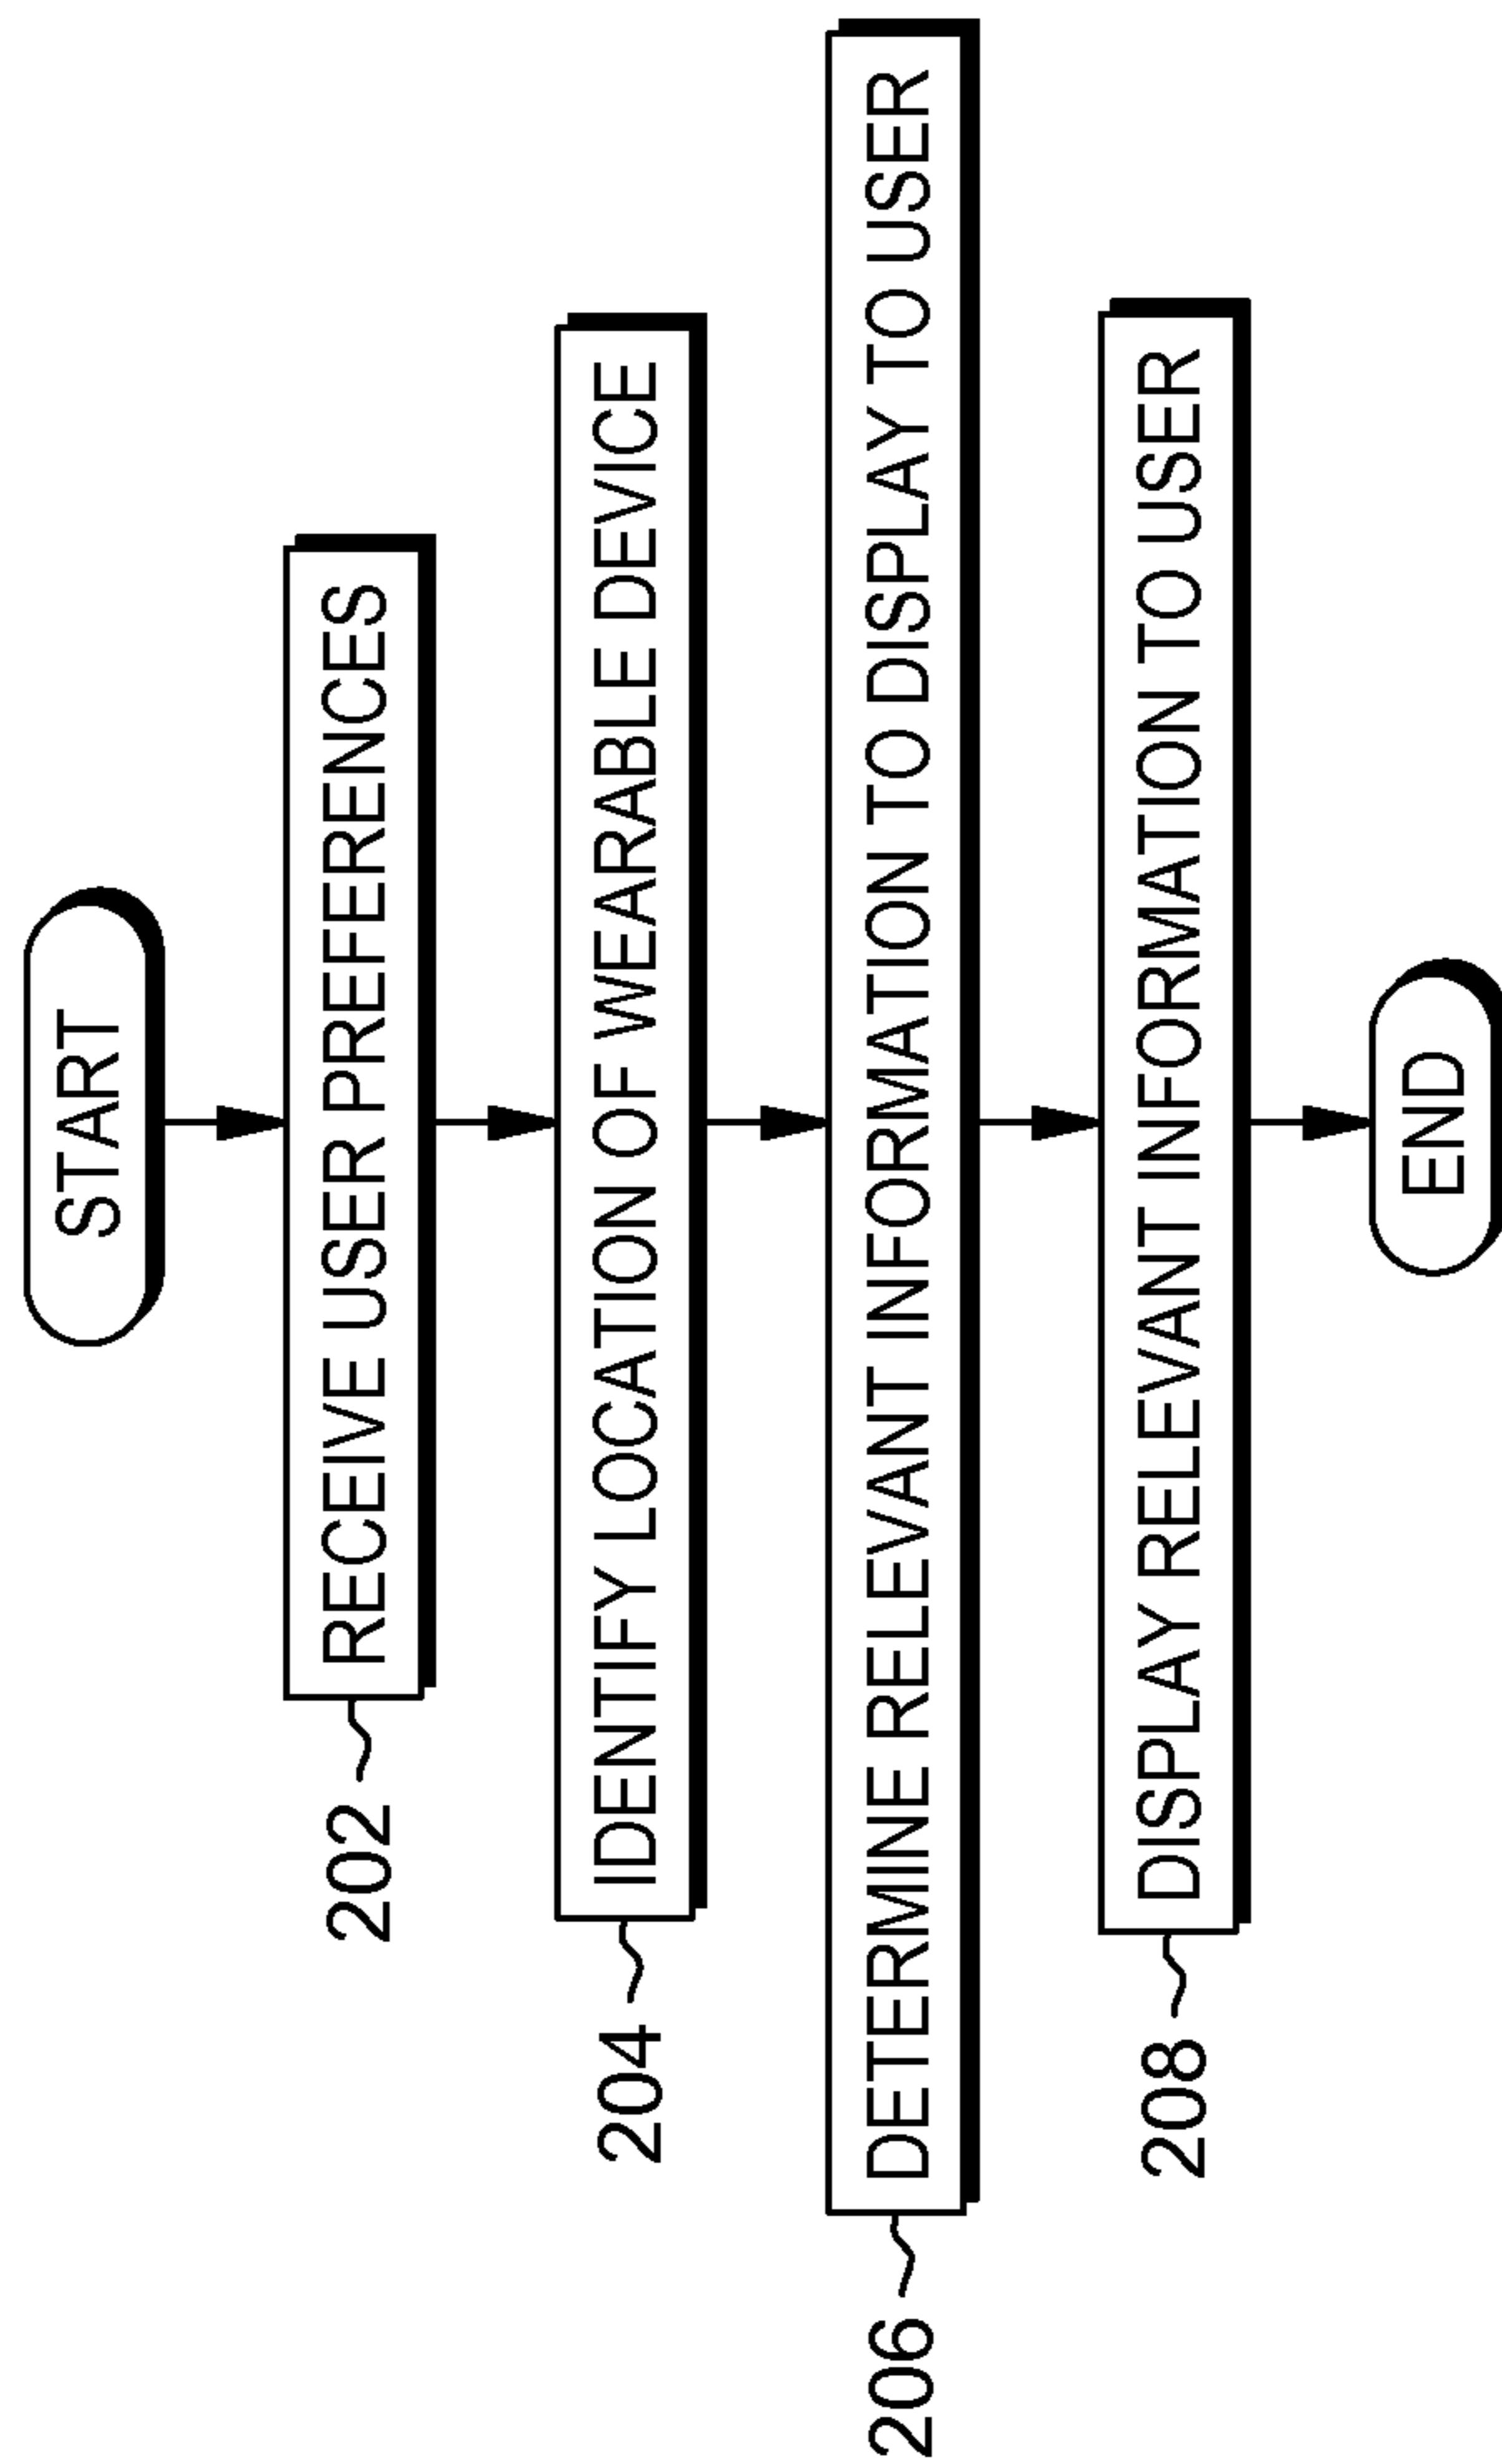 START
202 RECEIVE USER PREFERENCES
204 IDENTIFY LOCATION OF WEARABLE DEVICE
206 DETERMINE RELEVANT INFORMATION TO DISPLAY TO USER
208 DISPLAY RELEVANT INFORMATION TO USER
END